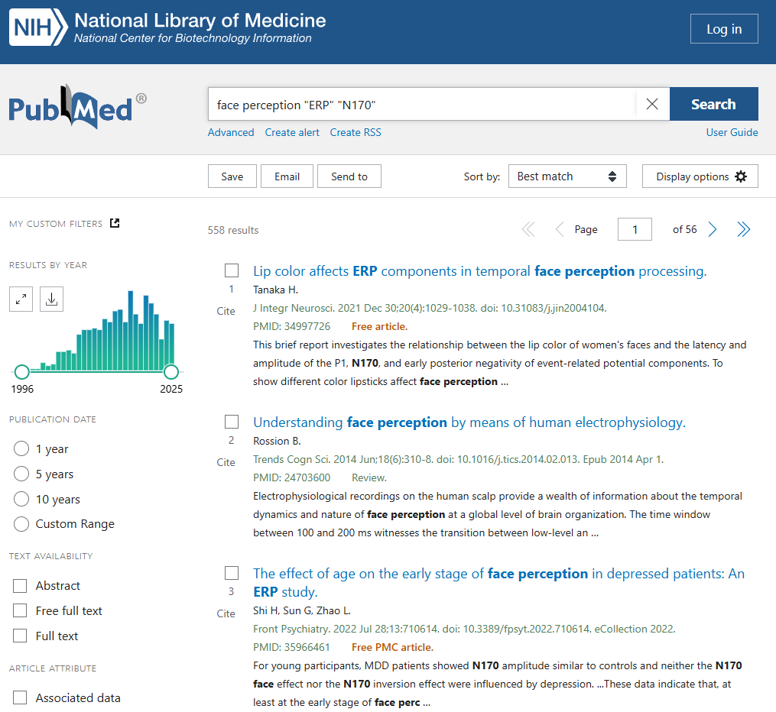 NIH National Library of Medicine
National Center for Biotechnology Information
Log in
PubMed®
face perception "ERP" "N170"
Search
Advanced Create alert Create RSS
User Guide
Save Email Send to
Sort by: Best match
Display options
MY CUSTOM FILTERS
558 results
Page 1 of 56
RESULTS BY YEAR
1996 2025
PUBLICATION DATE
1 year
5 years
10 years
Custom Range
TEXT AVAILABILITY
Abstract
Free full text
Full text
ARTICLE ATTRIBUTE
Associated data
1
Cite
Lip color affects ERP components in temporal face perception processing.
Tanaka H.
J Integr Neurosci. 2021 Dec 30;20(4):1029-1038. doi: 10.31083/j.jin2004104.
PMID: 34997726 Free article.
This brief report investigates the relationship between the lip color of women's faces and the latency and
amplitude of the P1, N170, and early posterior negativity of event-related potential components. To
show different color lipsticks affect face perception ...
2
Cite
Understanding face perception by means of human electrophysiology.
Rossion B.
Trends Cogn Sci. 2014 Jun;18(6):310-8. doi: 10.1016/j.tics.2014.02.013. Epub 2014 Apr 1.
PMID: 24703600 Review.
Electrophysiological recordings on the human scalp provide a wealth of information about the temporal
dynamics and nature of face perception at a global level of brain organization. The time window
between 100 and 200 ms witnesses the transition between low-level an ...
3
Cite
The effect of age on the early stage of face perception in depressed patients: An
ERP study.
Shi H, Sun G, Zhao L.
Front Psychiatry. 2022 Jul 28;13:710614. doi: 10.3389/fpsyt.2022.710614. eCollection 2022.
PMID: 35966461 Free PMC article.
For young participants, MDD patients showed N170 amplitude similar to controls and neither the N170
face effect nor the N170 inversion effect were influenced by depression. ...These data indicate that, at
least at the early stage of face perc ...